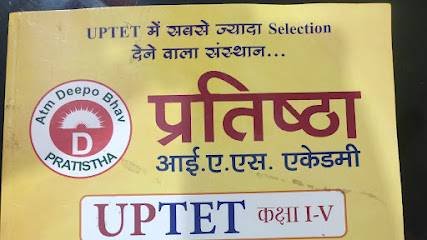 UPTET में सबसे ज्यादा Selection
देने वाला संस्थान...
Atm Deepo Bhav
D
PRATISTHA
प्रतिष्ठा
आई.ए.एस. एकेडमी
UPTET कक्षा I-V